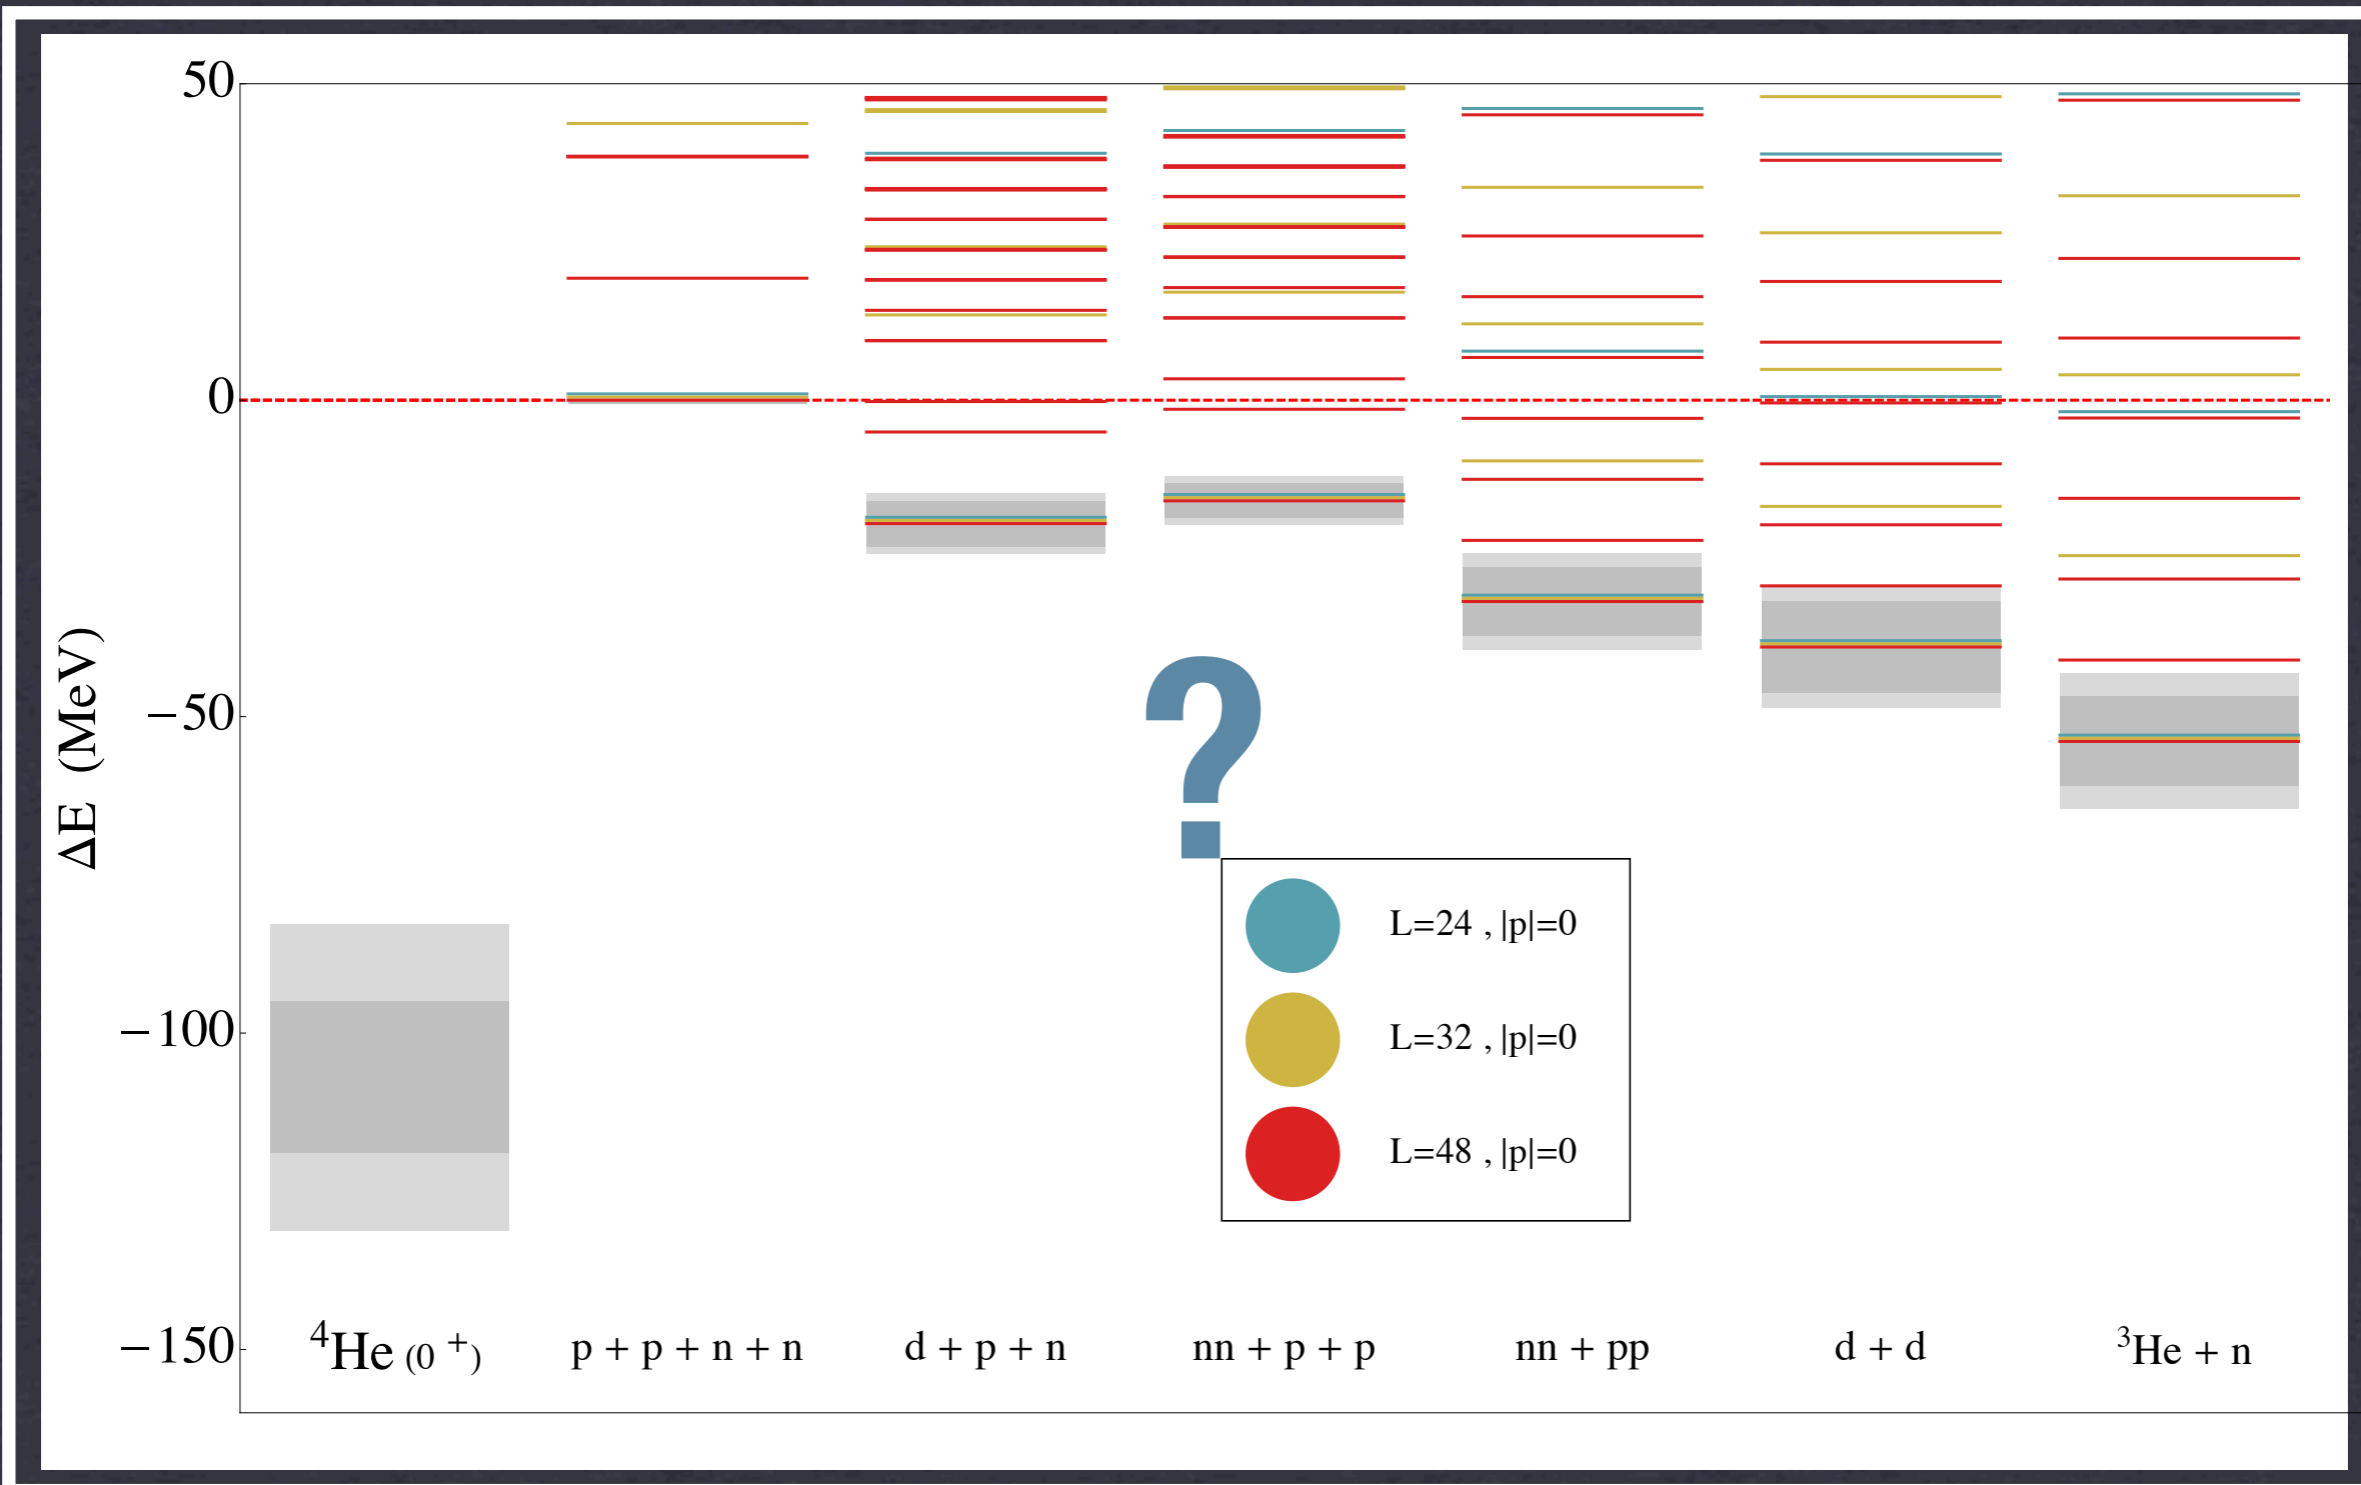 50
0
−50
−100
−150
ΔE (MeV)
?
L=24 , |p|=0
L=32 , |p|=0
L=48 , |p|=0
⁴He (0 ⁺)
p + p + n + n
d + p + n
nn + p + p
nn + pp
d + d
³He + n